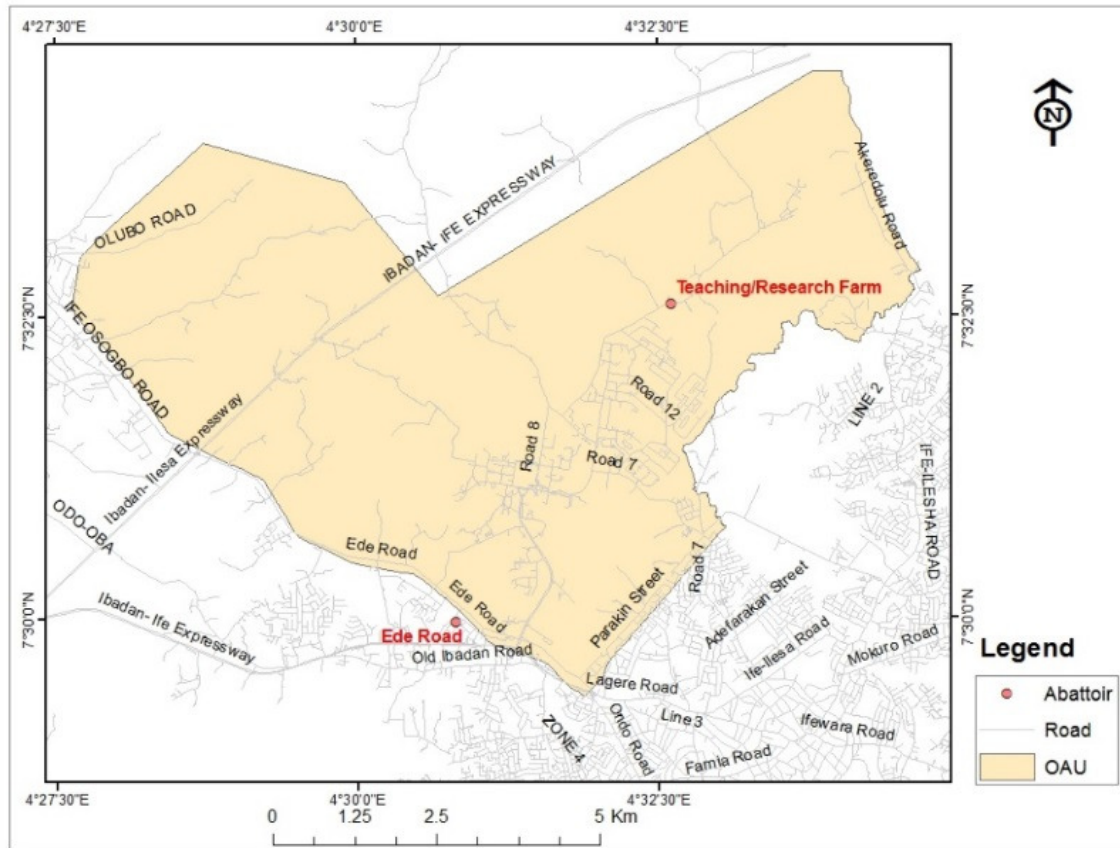 4°27'30"E
4°30'0"E
4°32'30"E
Akeredolu Road
IBADAN- IFE EXPRESSWAY
OLUBO ROAD
Teaching/Research Farm
7°32'30"N
7°32'30"N
IFE-OSOGBO ROAD
Road 12
LINE 2
Ibadan- Ilesa Expressway
Road 8
Road 7
IFE-ILESHA ROAD
ODO-OBA
Ede Road
Road 7
Ede Road
Parakin Street
Adefarakan Street
Ibadan- Ife Expressway
7°30'0"N
7°30'0"N
Ede Road
Old Ibadan Road
Ife-Ilesa Road
Mokuro Road
Lagere Road
Line 3
Ondo Road
Ifewara Road
ZONE 4
Famia Road
4°27'30"E
4°30'0"E
4°32'30"E
0 1.25 2.5 5 Km
N
Legend
Abattoir
Road
OAU